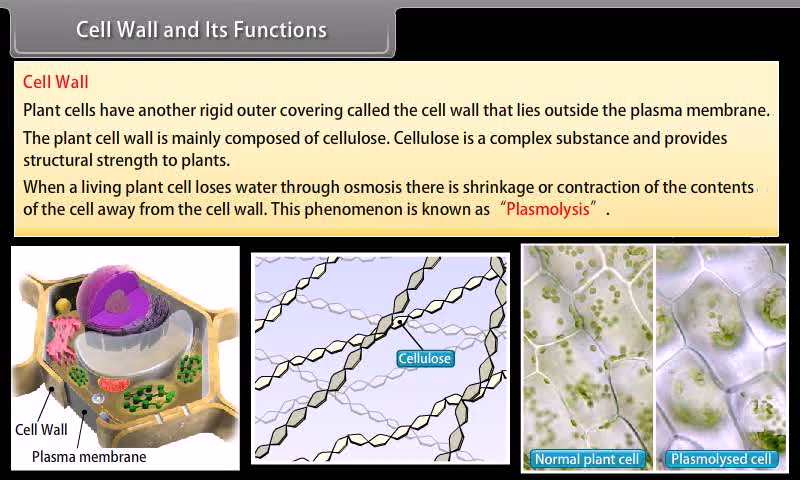 Cell Wall and Its Functions
Cell Wall
Plant cells have another rigid outer covering called the cell wall that lies outside the plasma membrane.
The plant cell wall is mainly composed of cellulose. Cellulose is a complex substance and provides
structural strength to plants.
When a living plant cell loses water through osmosis there is shrinkage or contraction of the contents
of the cell away from the cell wall. This phenomenon is known as “Plasmolysis” .
Cell Wall
Plasma membrane
Cellulose
Normal plant cell
Plasmolysed cell